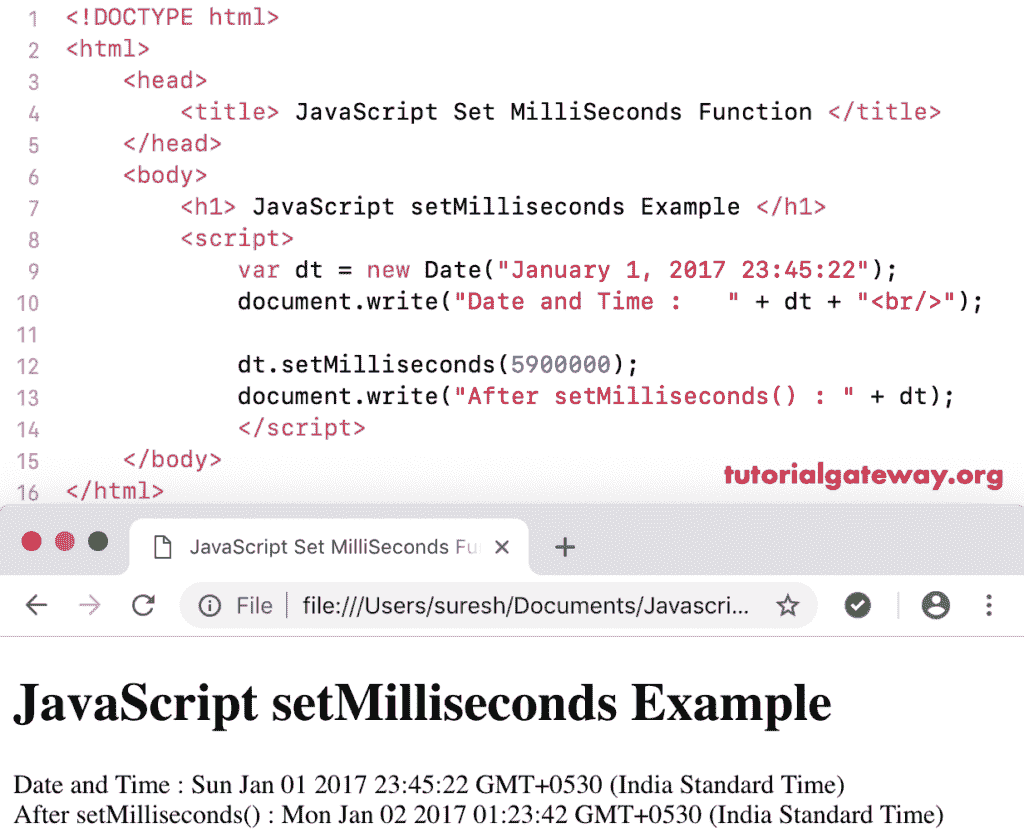 1 <!DOCTYPE html>
2 <html>
3 <head>
4 <title> JavaScript Set MilliSeconds Function </title>
5 </head>
6 <body>
7 <h1> JavaScript setMilliseconds Example </h1>
8 <script>
9 var dt = new Date("January 1, 2017 23:45:22");
10 document.write("Date and Time :   " + dt + "<br/>");
11
12 dt.setMilliseconds(5900000);
13 document.write("After setMilliseconds() : " + dt);
14 </script>
15 </body>
16 </html>
tutorialgateway.org
JavaScript Set MilliSeconds Fu
File file:///Users/suresh/Documents/Javascri...
JavaScript setMilliseconds Example
Date and Time : Sun Jan 01 2017 23:45:22 GMT+0530 (India Standard Time)
After setMilliseconds() : Mon Jan 02 2017 01:23:42 GMT+0530 (India Standard Time)